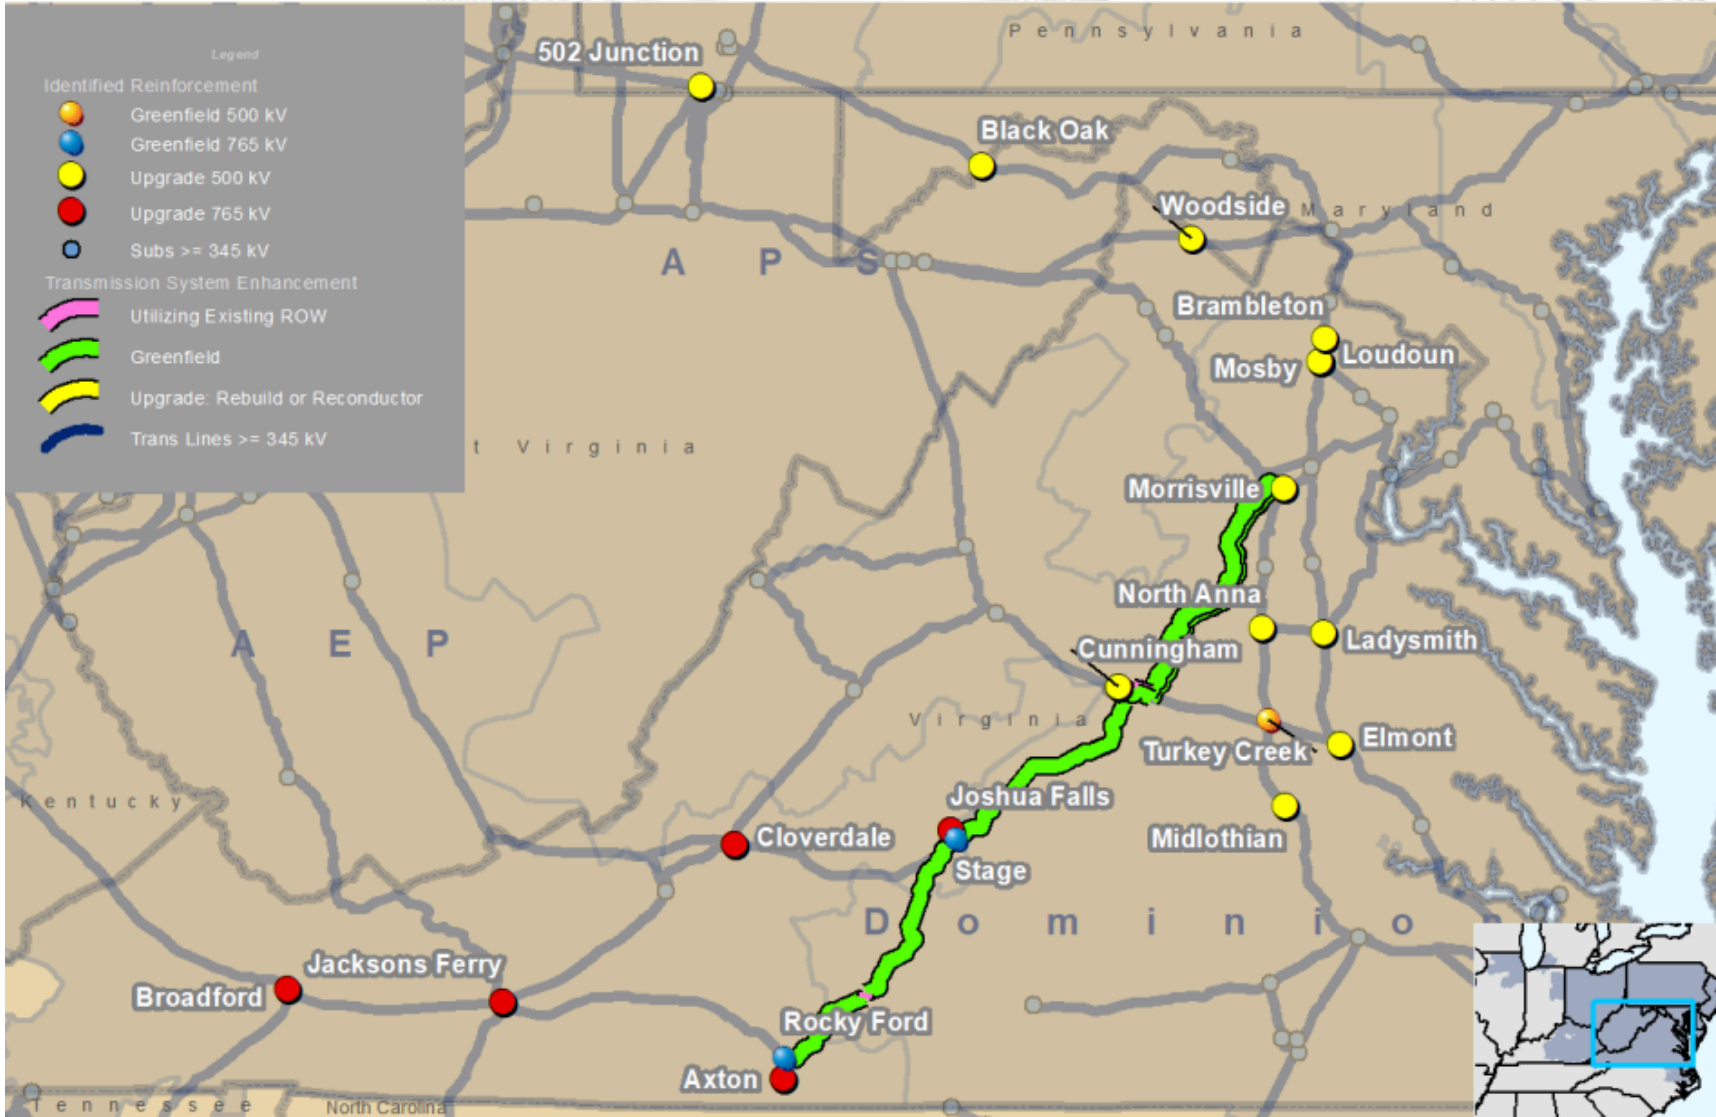 Legend
Identified Reinforcement
Greenfield 500 kV
Greenfield 765 kV
Upgrade 500 kV
Upgrade 765 kV
Subs >= 345 kV
Transmission System Enhancement
Utilizing Existing ROW
Greenfield
Upgrade: Rebuild or Reconductor
Trans Lines >= 345 kV
Pennsylvania
502 Junction
Black Oak
Woodside
Maryland
APS
Brambleton
Loudoun
Mosby
t Virginia
Morrisville
North Anna
Ladysmith
AEP
Cunningham
Virginia
Elmont
Turkey Creek
Kentucky
Joshua Falls
Cloverdale
Midlothian
Stage
Dominion
Jacksons Ferry
Broadford
Rocky Ford
Axton
Tennessee
North Carolina